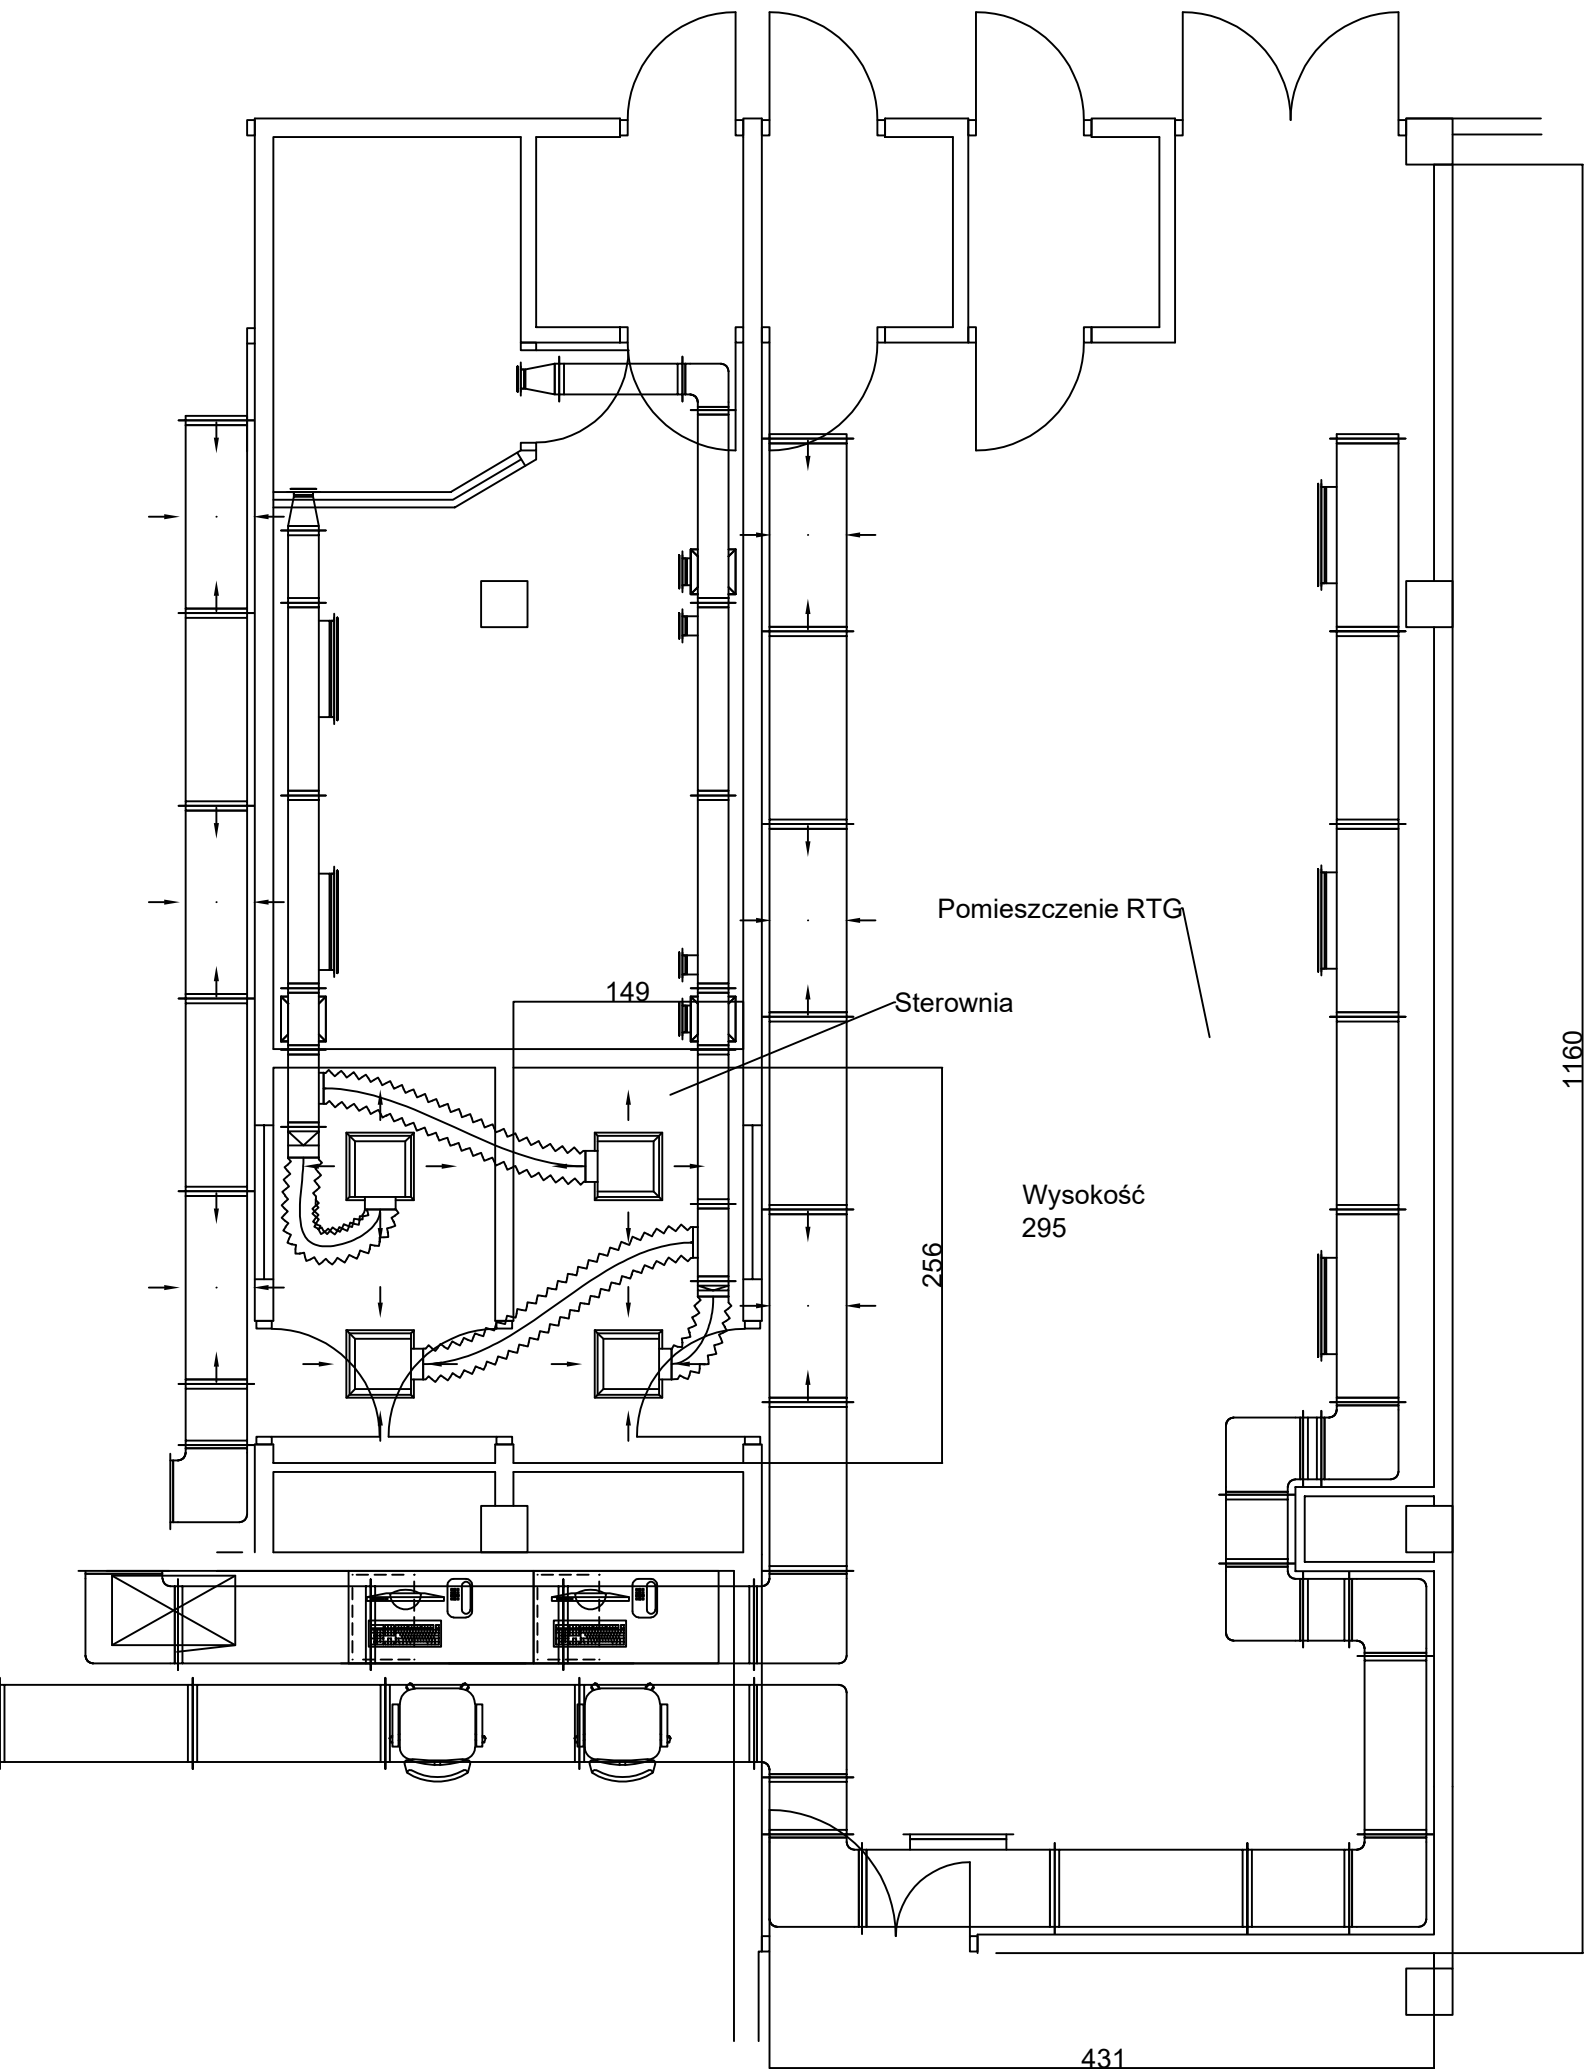 Pomieszczenie RTG
149
Sterownia
1160
Wysokość
295
256
431